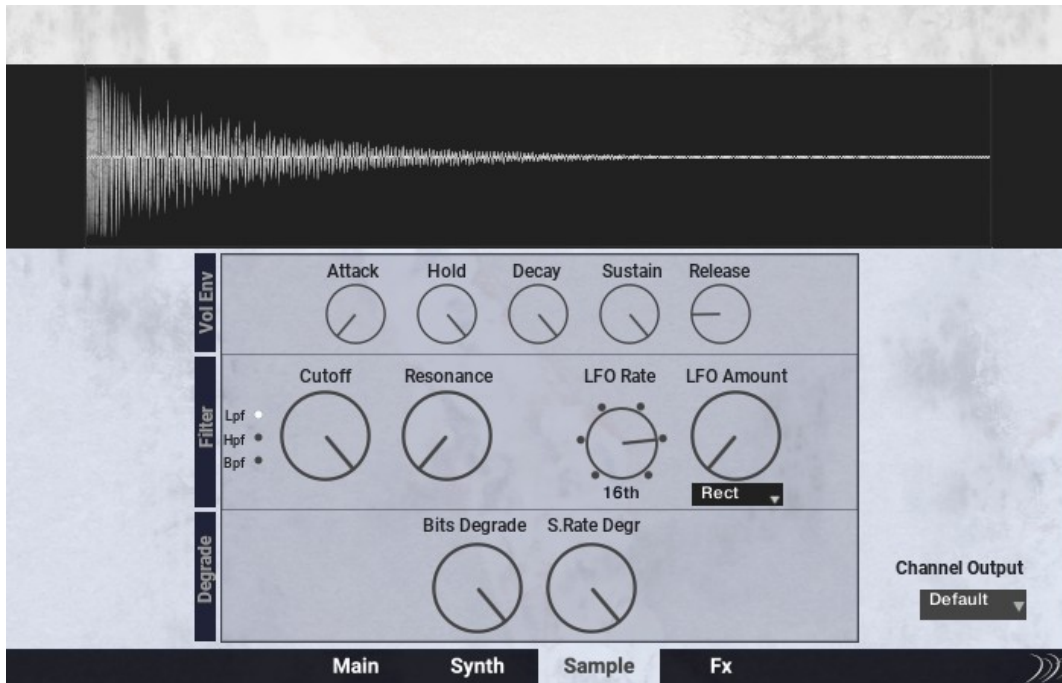 Vol Env
Attack Hold Decay Sustain Release
Filter
Cutoff Resonance LFO Rate LFO Amount
Lpf
Hpf
Bpf
16th
Rect
Degrade
Bits Degrade S.Rate Degr
Channel Output
Default
Main Synth Sample Fx